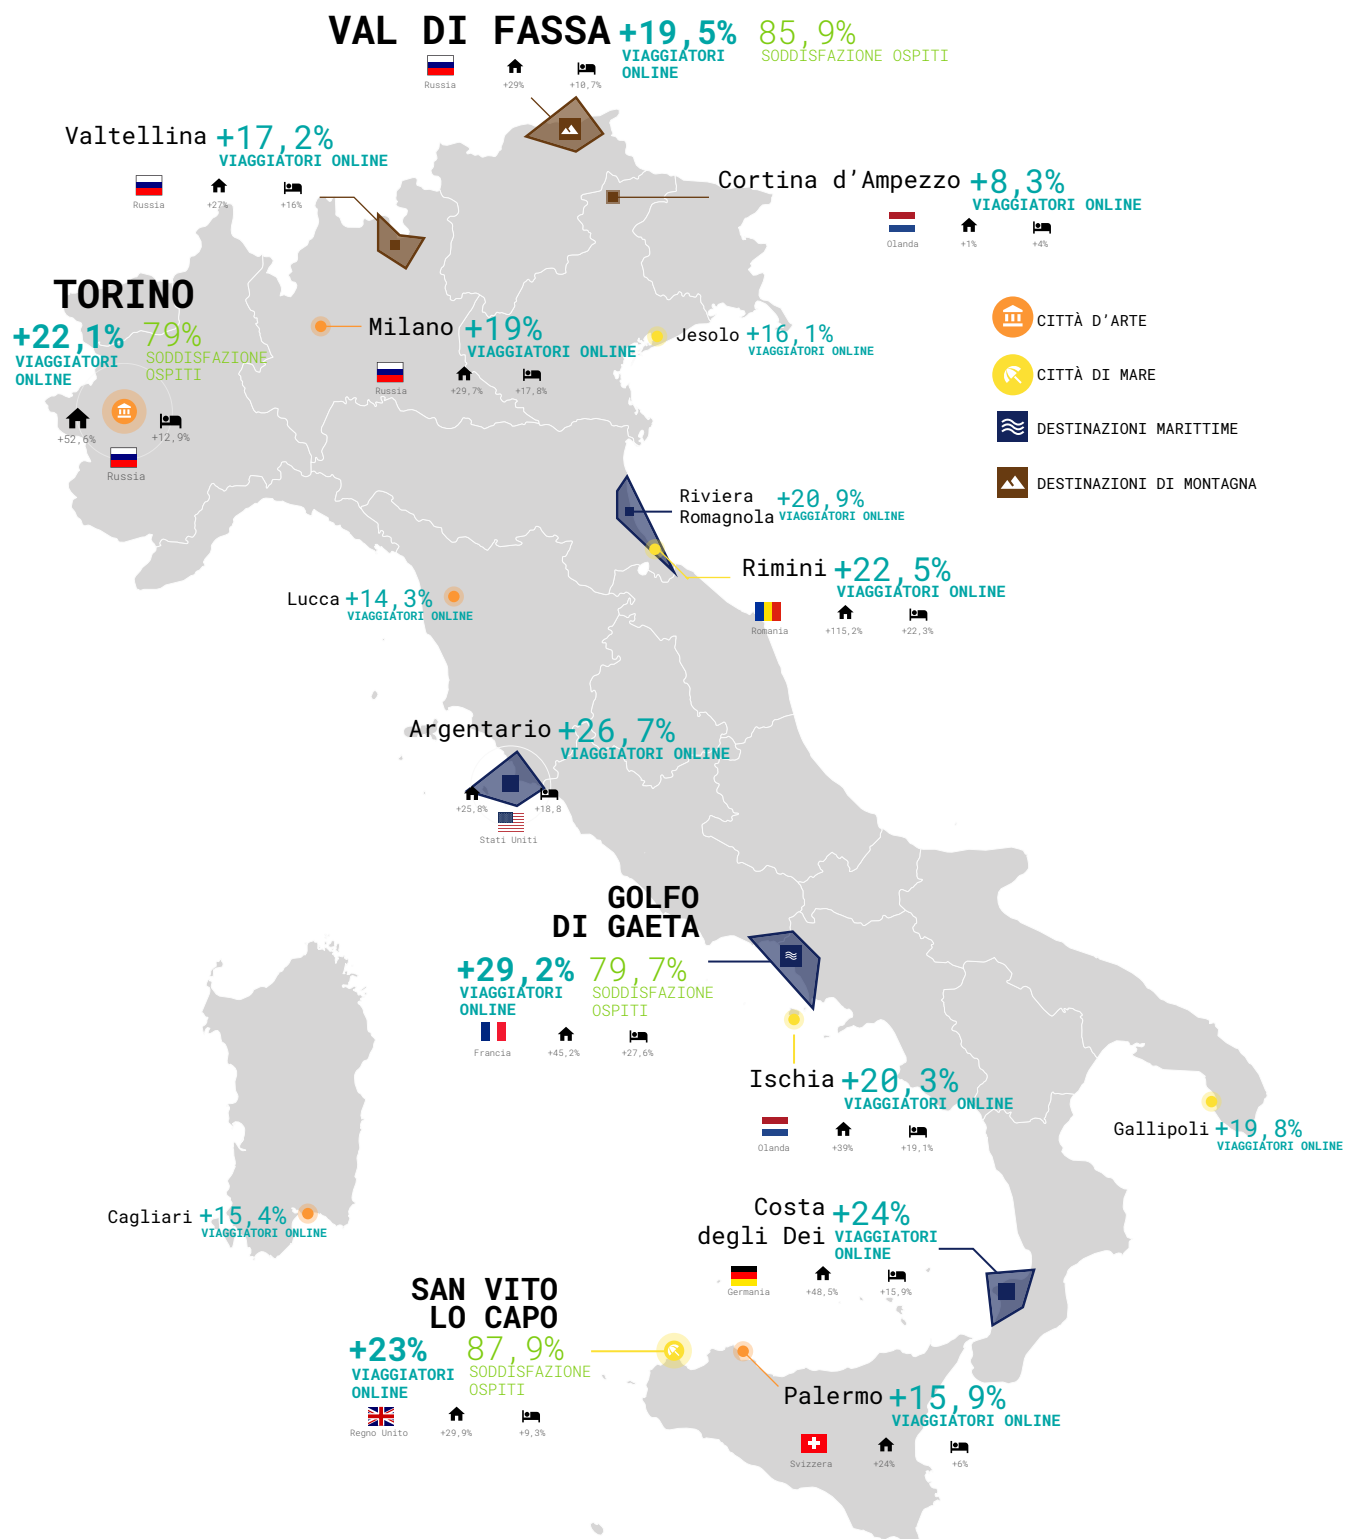 VAL DI FASSA
+19,5%
VIAGGIATORI
ONLINE
85,9%
SODDISFAZIONE OSPITI
Russia
+29%
+10,7%
Valtellina
+17,2%
VIAGGIATORI ONLINE
Russia
+27%
+16%
Cortina d’Ampezzo
+8,3%
VIAGGIATORI ONLINE
Olanda
+1%
+4%
TORINO
+22,1%
VIAGGIATORI
ONLINE
79%
SODDISFAZIONE
OSPITI
+52,6%
+12,9%
Russia
Milano
+19%
VIAGGIATORI ONLINE
Russia
+29,7%
+17,8%
Jesolo
+16,1%
VIAGGIATORI ONLINE
CITTÀ D’ARTE
CITTÀ DI MARE
DESTINAZIONI MARITTIME
DESTINAZIONI DI MONTAGNA
Riviera
Romagnola
+20,9%
VIAGGIATORI ONLINE
Rimini
+22,5%
VIAGGIATORI ONLINE
Romania
+115,2%
+22,3%
Lucca
+14,3%
VIAGGIATORI ONLINE
Argentario
+26,7%
VIAGGIATORI ONLINE
+25,8%
+18,8
Stati Uniti
GOLFO
DI GAETA
+29,2%
VIAGGIATORI
ONLINE
79,7%
SODDISFAZIONE
OSPITI
Francia
+45,2%
+27,6%
Ischia
+20,3%
VIAGGIATORI ONLINE
Olanda
+39%
+19,1%
Gallipoli
+19,8%
VIAGGIATORI ONLINE
Cagliari
+15,4%
VIAGGIATORI ONLINE
Costa
degli Dei
+24%
VIAGGIATORI
ONLINE
Germania
+48,5%
+15,9%
SAN VITO
LO CAPO
+23%
VIAGGIATORI
ONLINE
87,9%
SODDISFAZIONE
OSPITI
Regno Unito
+29,9%
+9,3%
Palermo
+15,9%
VIAGGIATORI ONLINE
Svizzera
+24%
+6%